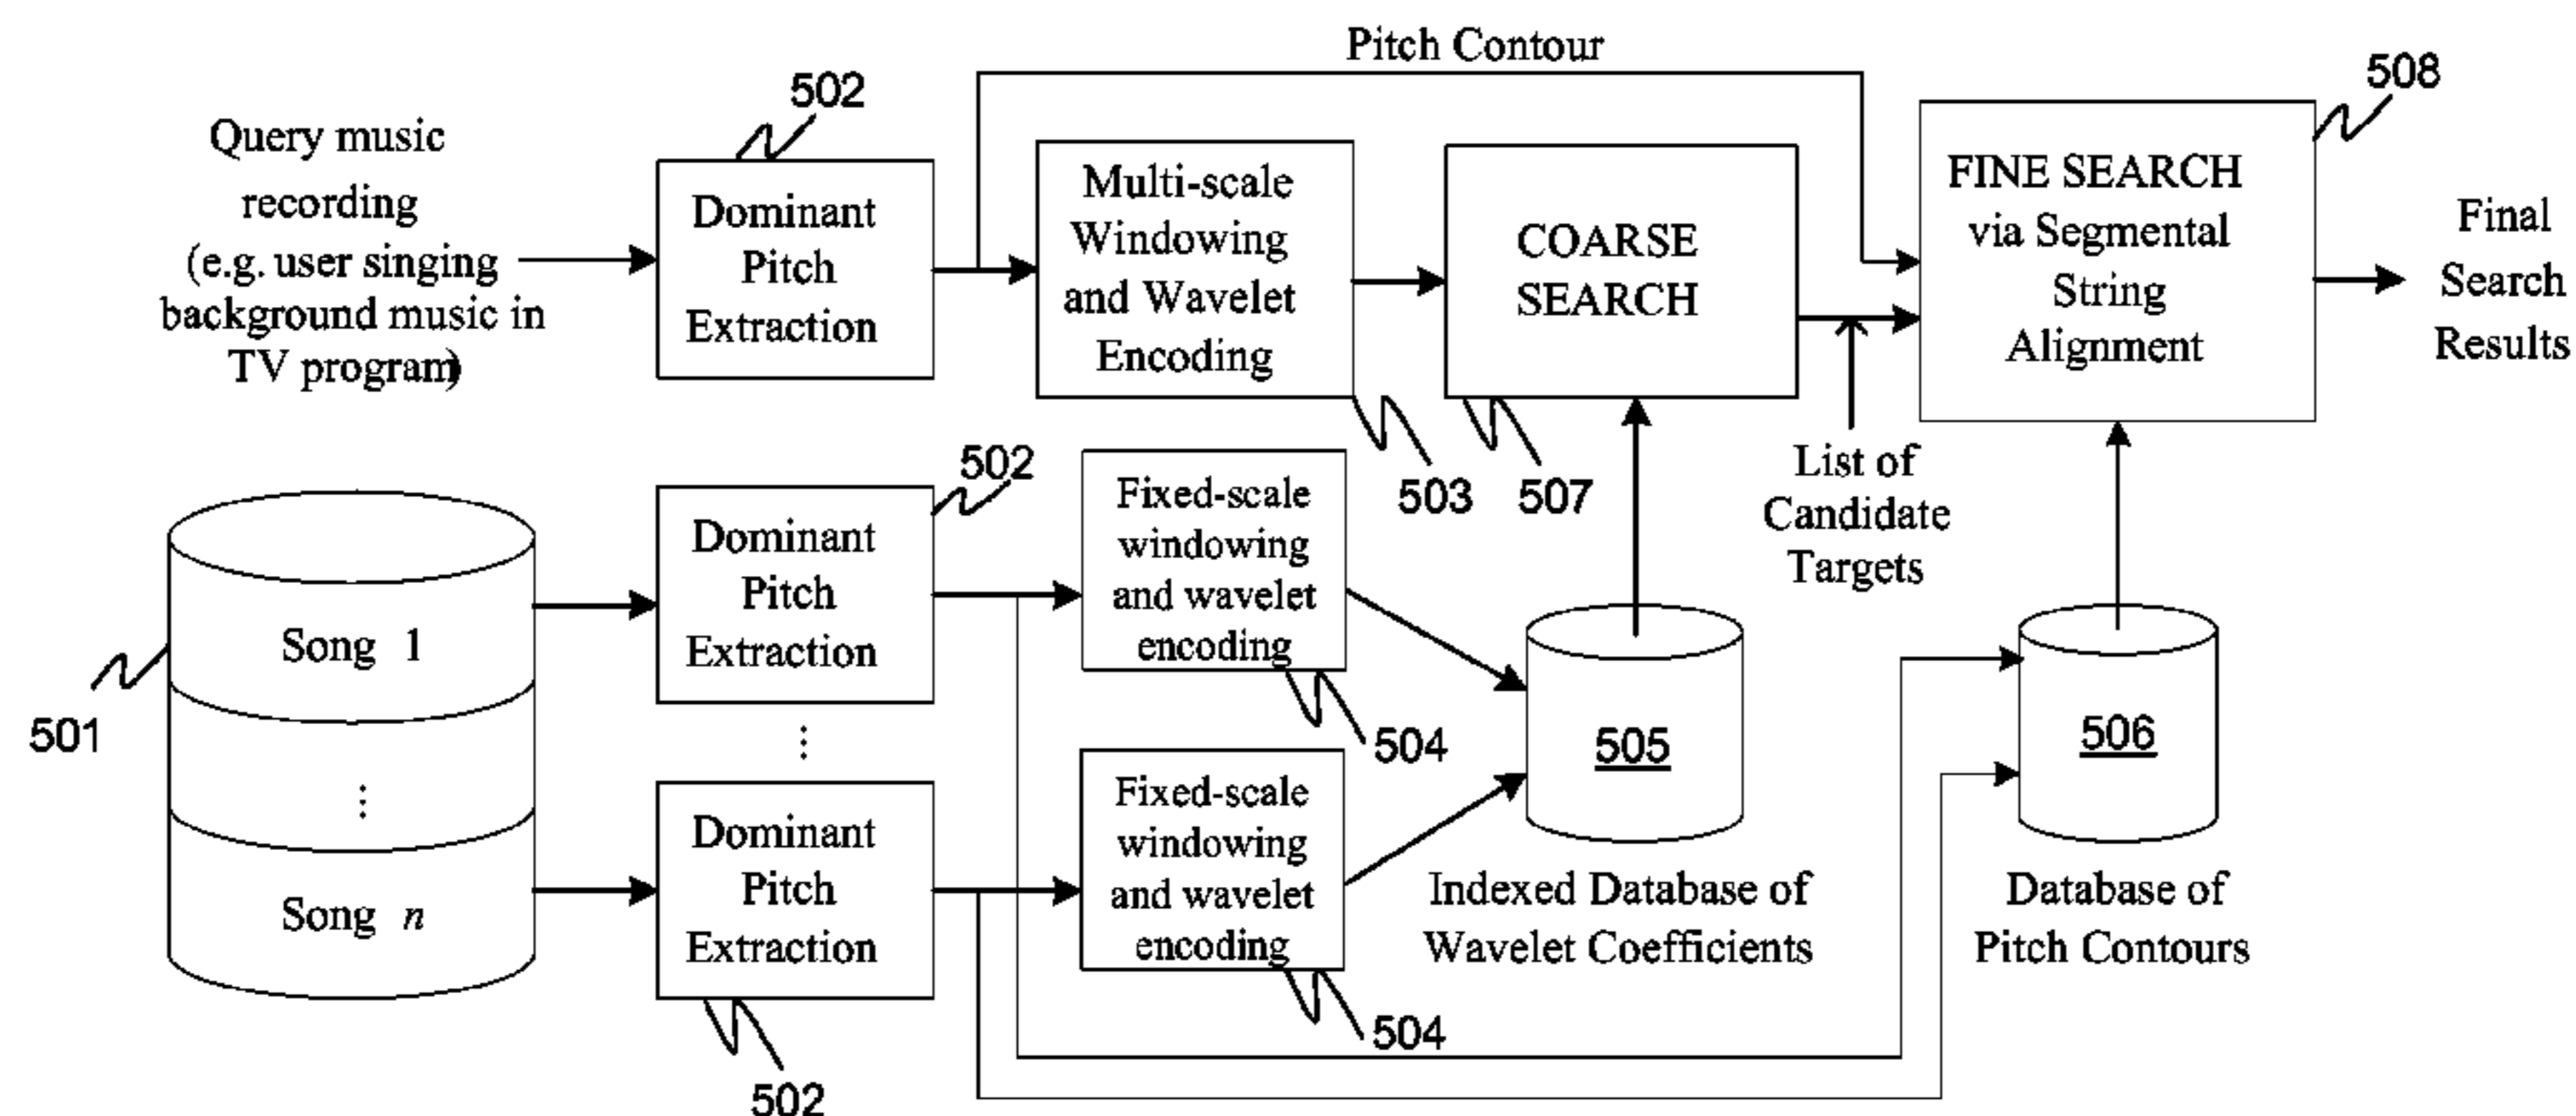 Pitch Contour
502
508
Query music
recording
(e.g. user singing
background music in
TV program)
Dominant
Pitch
Extraction
Multi-scale
Windowing
and Wavelet
Encoding
COARSE
SEARCH
FINE SEARCH
via Segmental
String
Alignment
Final
Search
Results
503
507
List of
Candidate
Targets
501
Song 1
⋮
Song n
502
Dominant
Pitch
Extraction
⋮
Dominant
Pitch
Extraction
502
Fixed-scale
windowing
and wavelet
encoding
504
Fixed-scale
windowing
and wavelet
encoding
504
505
Indexed Database of
Wavelet Coefficients
506
Database of
Pitch Contours